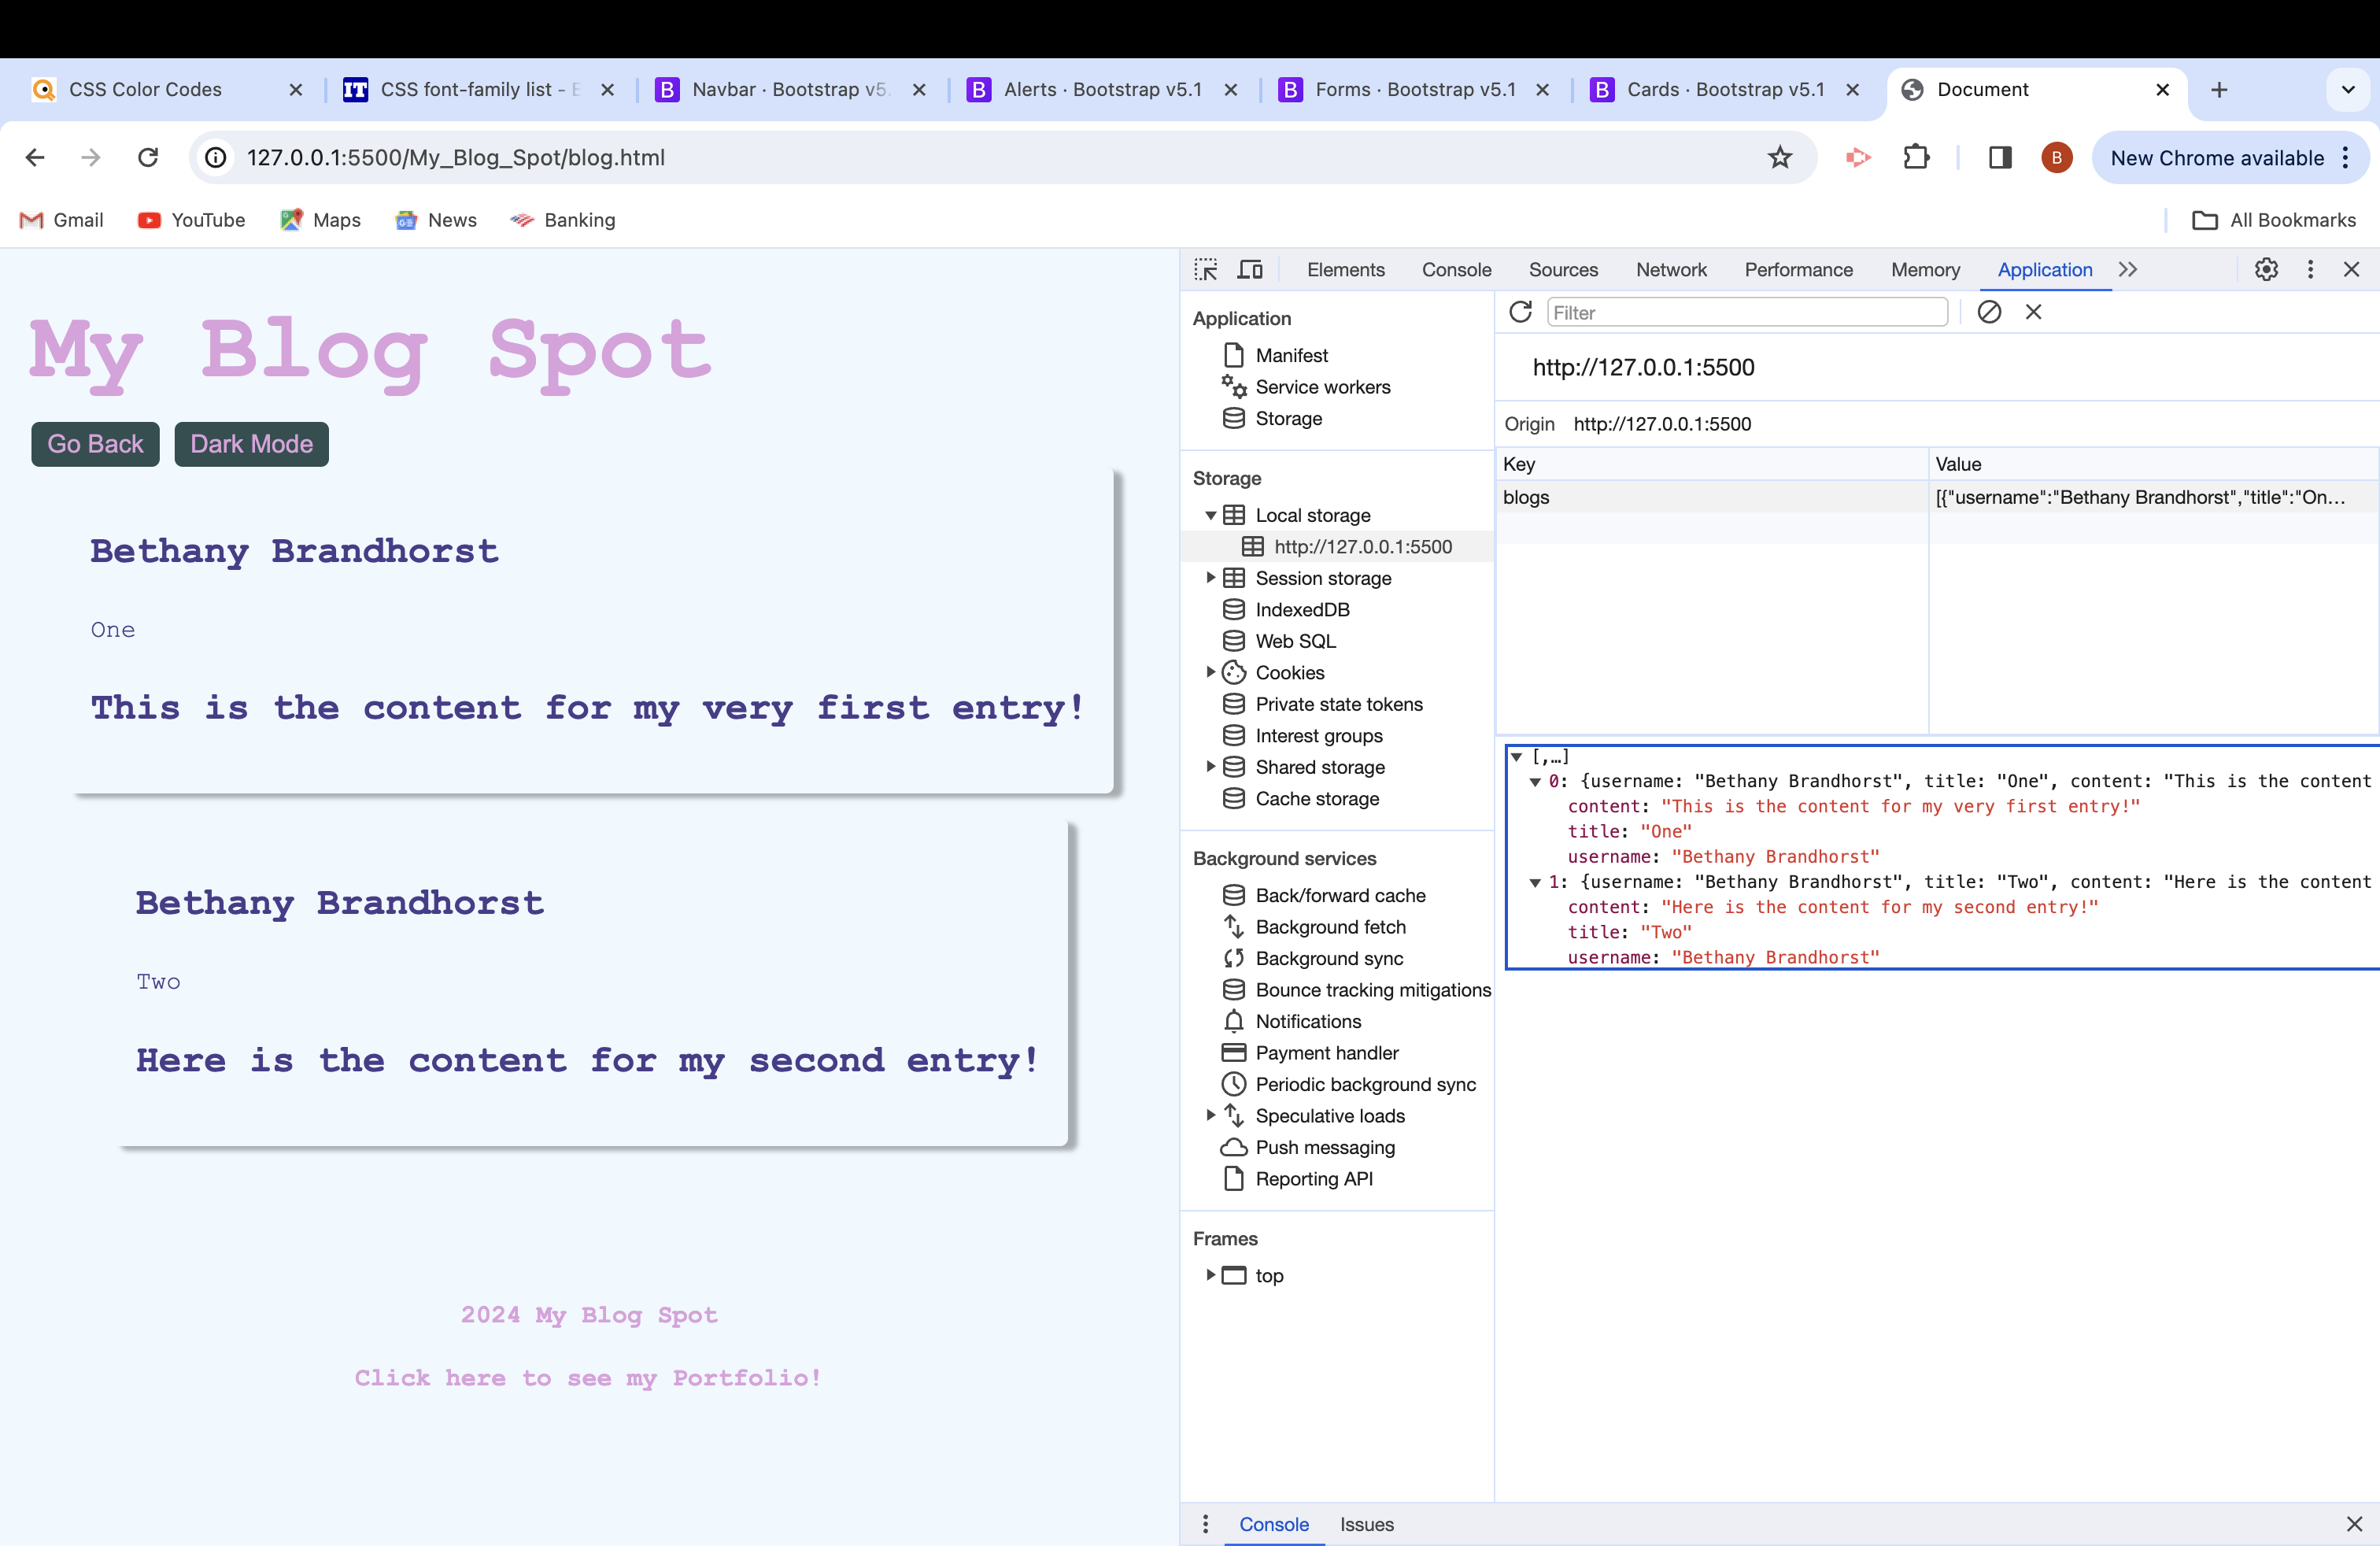 CSS Color Codes
CSS font-family list -
Navbar · Bootstrap v5.
Alerts · Bootstrap v5.1
Forms · Bootstrap v5.1
Cards · Bootstrap v5.1
Document
127.0.0.1:5500/My_Blog_Spot/blog.html
B
New Chrome available
Gmail
YouTube
Maps
News
Banking
All Bookmarks
My Blog Spot
Go Back
Dark Mode
Bethany Brandhorst
One
This is the content for my very first entry!
Bethany Brandhorst
Two
Here is the content for my second entry!
2024 My Blog Spot
Click here to see my Portfolio!
Elements Console Sources Network Performance Memory Application
Application
Manifest
Service workers
Storage
Storage
Local storage
http://127.0.0.1:5500
Session storage
IndexedDB
Web SQL
Cookies
Private state tokens
Interest groups
Shared storage
Cache storage
Background services
Back/forward cache
Background fetch
Background sync
Bounce tracking mitigations
Notifications
Payment handler
Periodic background sync
Speculative loads
Push messaging
Reporting API
Frames
top
Filter
http://127.0.0.1:5500
Origin http://127.0.0.1:5500
Key Value
blogs [{"username":"Bethany Brandhorst","title":"On…
[,…]
0: {username: "Bethany Brandhorst", title: "One", content: "This is the content
content: "This is the content for my very first entry!"
title: "One"
username: "Bethany Brandhorst"
1: {username: "Bethany Brandhorst", title: "Two", content: "Here is the content
content: "Here is the content for my second entry!"
title: "Two"
username: "Bethany Brandhorst"
Console Issues